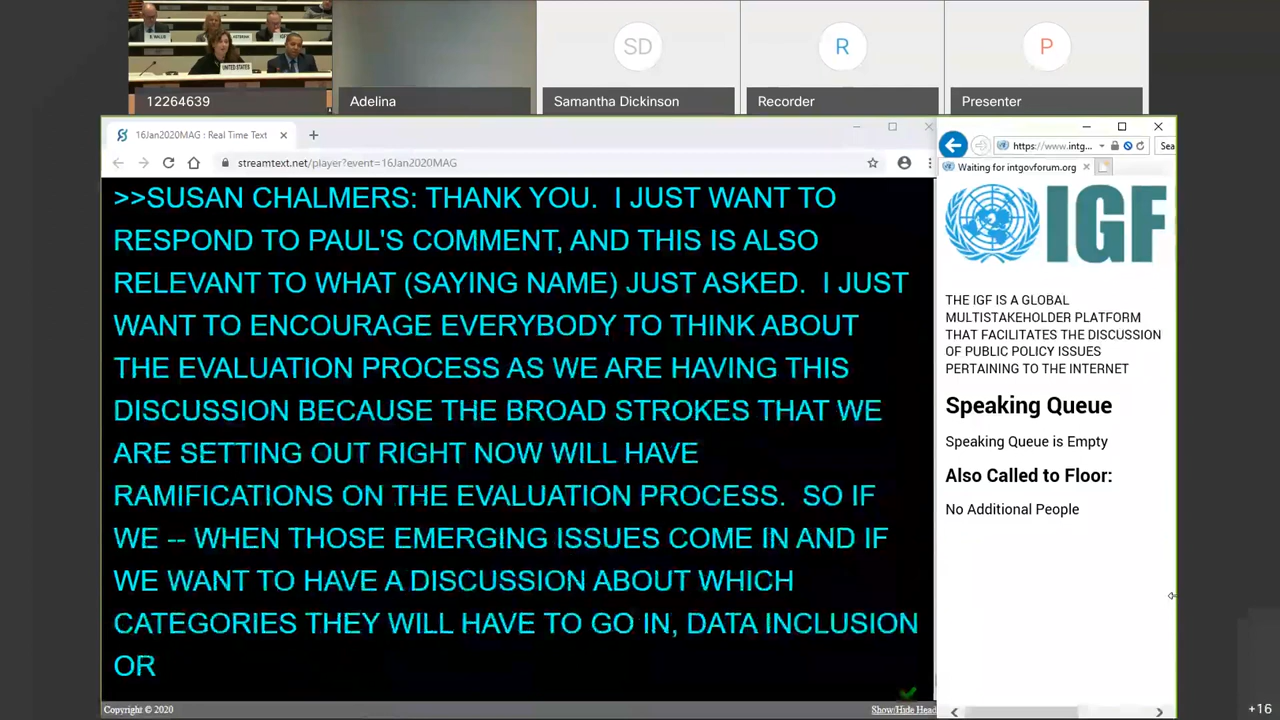 UNITED STATES
SD
R
P
12264639
Adelina
Samantha Dickinson
Recorder
Presenter
16Jan2020MAG : Real Time Text
streamtext.net/player?event=16Jan2020MAG
>>SUSAN CHALMERS: THANK YOU.  I JUST WANT TO
RESPOND TO PAUL'S COMMENT, AND THIS IS ALSO
RELEVANT TO WHAT (SAYING NAME) JUST ASKED.  I JUST
WANT TO ENCOURAGE EVERYBODY TO THINK ABOUT
THE EVALUATION PROCESS AS WE ARE HAVING THIS
DISCUSSION BECAUSE THE BROAD STROKES THAT WE
ARE SETTING OUT RIGHT NOW WILL HAVE
RAMIFICATIONS ON THE EVALUATION PROCESS.  SO IF
WE -- WHEN THOSE EMERGING ISSUES COME IN AND IF
WE WANT TO HAVE A DISCUSSION ABOUT WHICH
CATEGORIES THEY WILL HAVE TO GO IN, DATA INCLUSION
OR
Copyright © 2020
Show/Hide Head
https://www.intg...
Sea
Waiting for intgovforum.org
IGF
THE IGF IS A GLOBAL
MULTISTAKEHOLDER PLATFORM
THAT FACILITATES THE DISCUSSION
OF PUBLIC POLICY ISSUES
PERTAINING TO THE INTERNET
Speaking Queue
Speaking Queue is Empty
Also Called to Floor:
No Additional People
+16